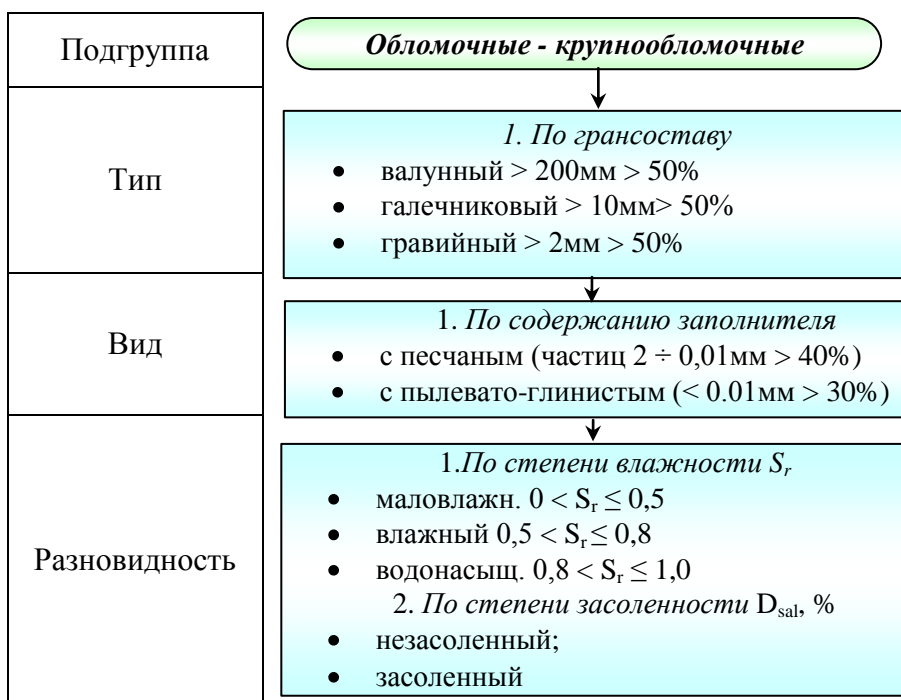 Подгруппа
Обломочные - крупнообломочные
Тип
1. По грансоставу
• валунный > 200мм > 50%
• галечниковый > 10мм> 50%
• гравийный > 2мм > 50%
Вид
1. По содержанию заполнителя
• с песчаным (частиц 2 ÷ 0,01мм > 40%)
• с пылевато-глинистым (< 0.01мм > 30%)
Разновидность
1.По степени влажности Sr
• маловлажн. 0 < Sr ≤ 0,5
• влажный 0,5 < Sr ≤ 0,8
• водонасыщ. 0,8 < Sr ≤ 1,0
2. По степени засоленности Dsal, %
• незасоленный;
• засоленный